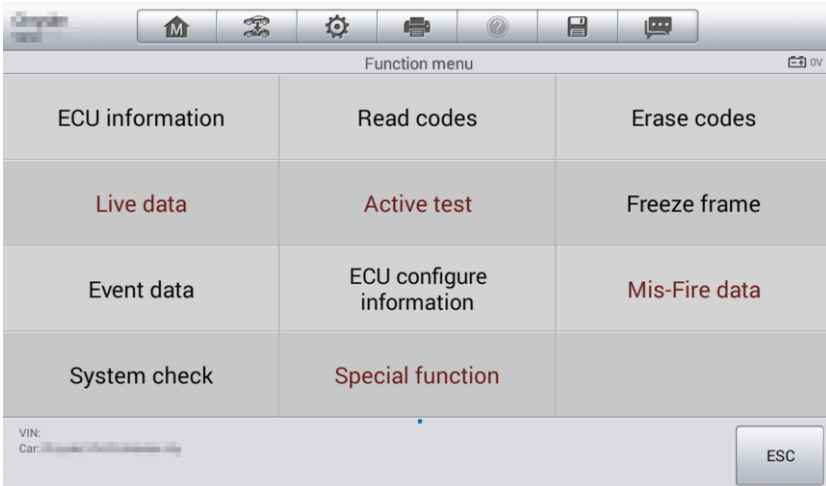 M
Function menu
0V
ECU information
Read codes
Erase codes
Live data
Active test
Freeze frame
Event data
ECU configure
information
Mis-Fire data
System check
Special function
VIN:
Car:
ESC